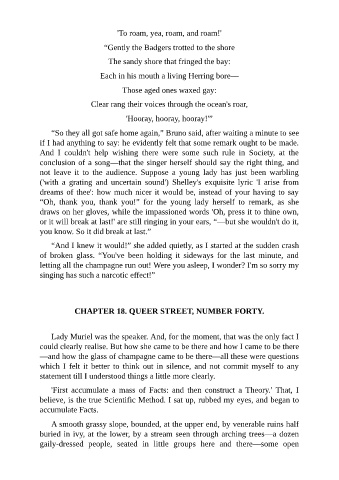 'To roam, yea, roam, and roam!'
“Gently the Badgers trotted to the shore
The sandy shore that fringed the bay:
Each in his mouth a living Herring bore—
Those aged ones waxed gay:
Clear rang their voices through the ocean's roar,
'Hooray, hooray, hooray!'”
“So they all got safe home again,” Bruno said, after waiting a minute to see
if I had anything to say: he evidently felt that some remark ought to be made.
And I couldn't help wishing there were some such rule in Society, at the
conclusion of a song—that the singer herself should say the right thing, and
not leave it to the audience. Suppose a young lady has just been warbling
('with a grating and uncertain sound') Shelley's exquisite lyric 'I arise from
dreams of thee': how much nicer it would be, instead of your having to say
“Oh, thank you, thank you!” for the young lady herself to remark, as she
draws on her gloves, while the impassioned words 'Oh, press it to thine own,
or it will break at last!' are still ringing in your ears, “—but she wouldn't do it,
you know. So it did break at last.”
“And I knew it would!” she added quietly, as I started at the sudden crash
of broken glass. “You've been holding it sideways for the last minute, and
letting all the champagne run out! Were you asleep, I wonder? I'm so sorry my
singing has such a narcotic effect!”
CHAPTER 18. QUEER STREET, NUMBER FORTY.
Lady Muriel was the speaker. And, for the moment, that was the only fact I
could clearly realise. But how she came to be there and how I came to be there
—and how the glass of champagne came to be there—all these were questions
which I felt it better to think out in silence, and not commit myself to any
statement till I understood things a little more clearly.
'First accumulate a mass of Facts: and then construct a Theory.' That, I
believe, is the true Scientific Method. I sat up, rubbed my eyes, and began to
accumulate Facts.
A smooth grassy slope, bounded, at the upper end, by venerable ruins half
buried in ivy, at the lower, by a stream seen through arching trees—a dozen
gaily-dressed people, seated in little groups here and there—some open